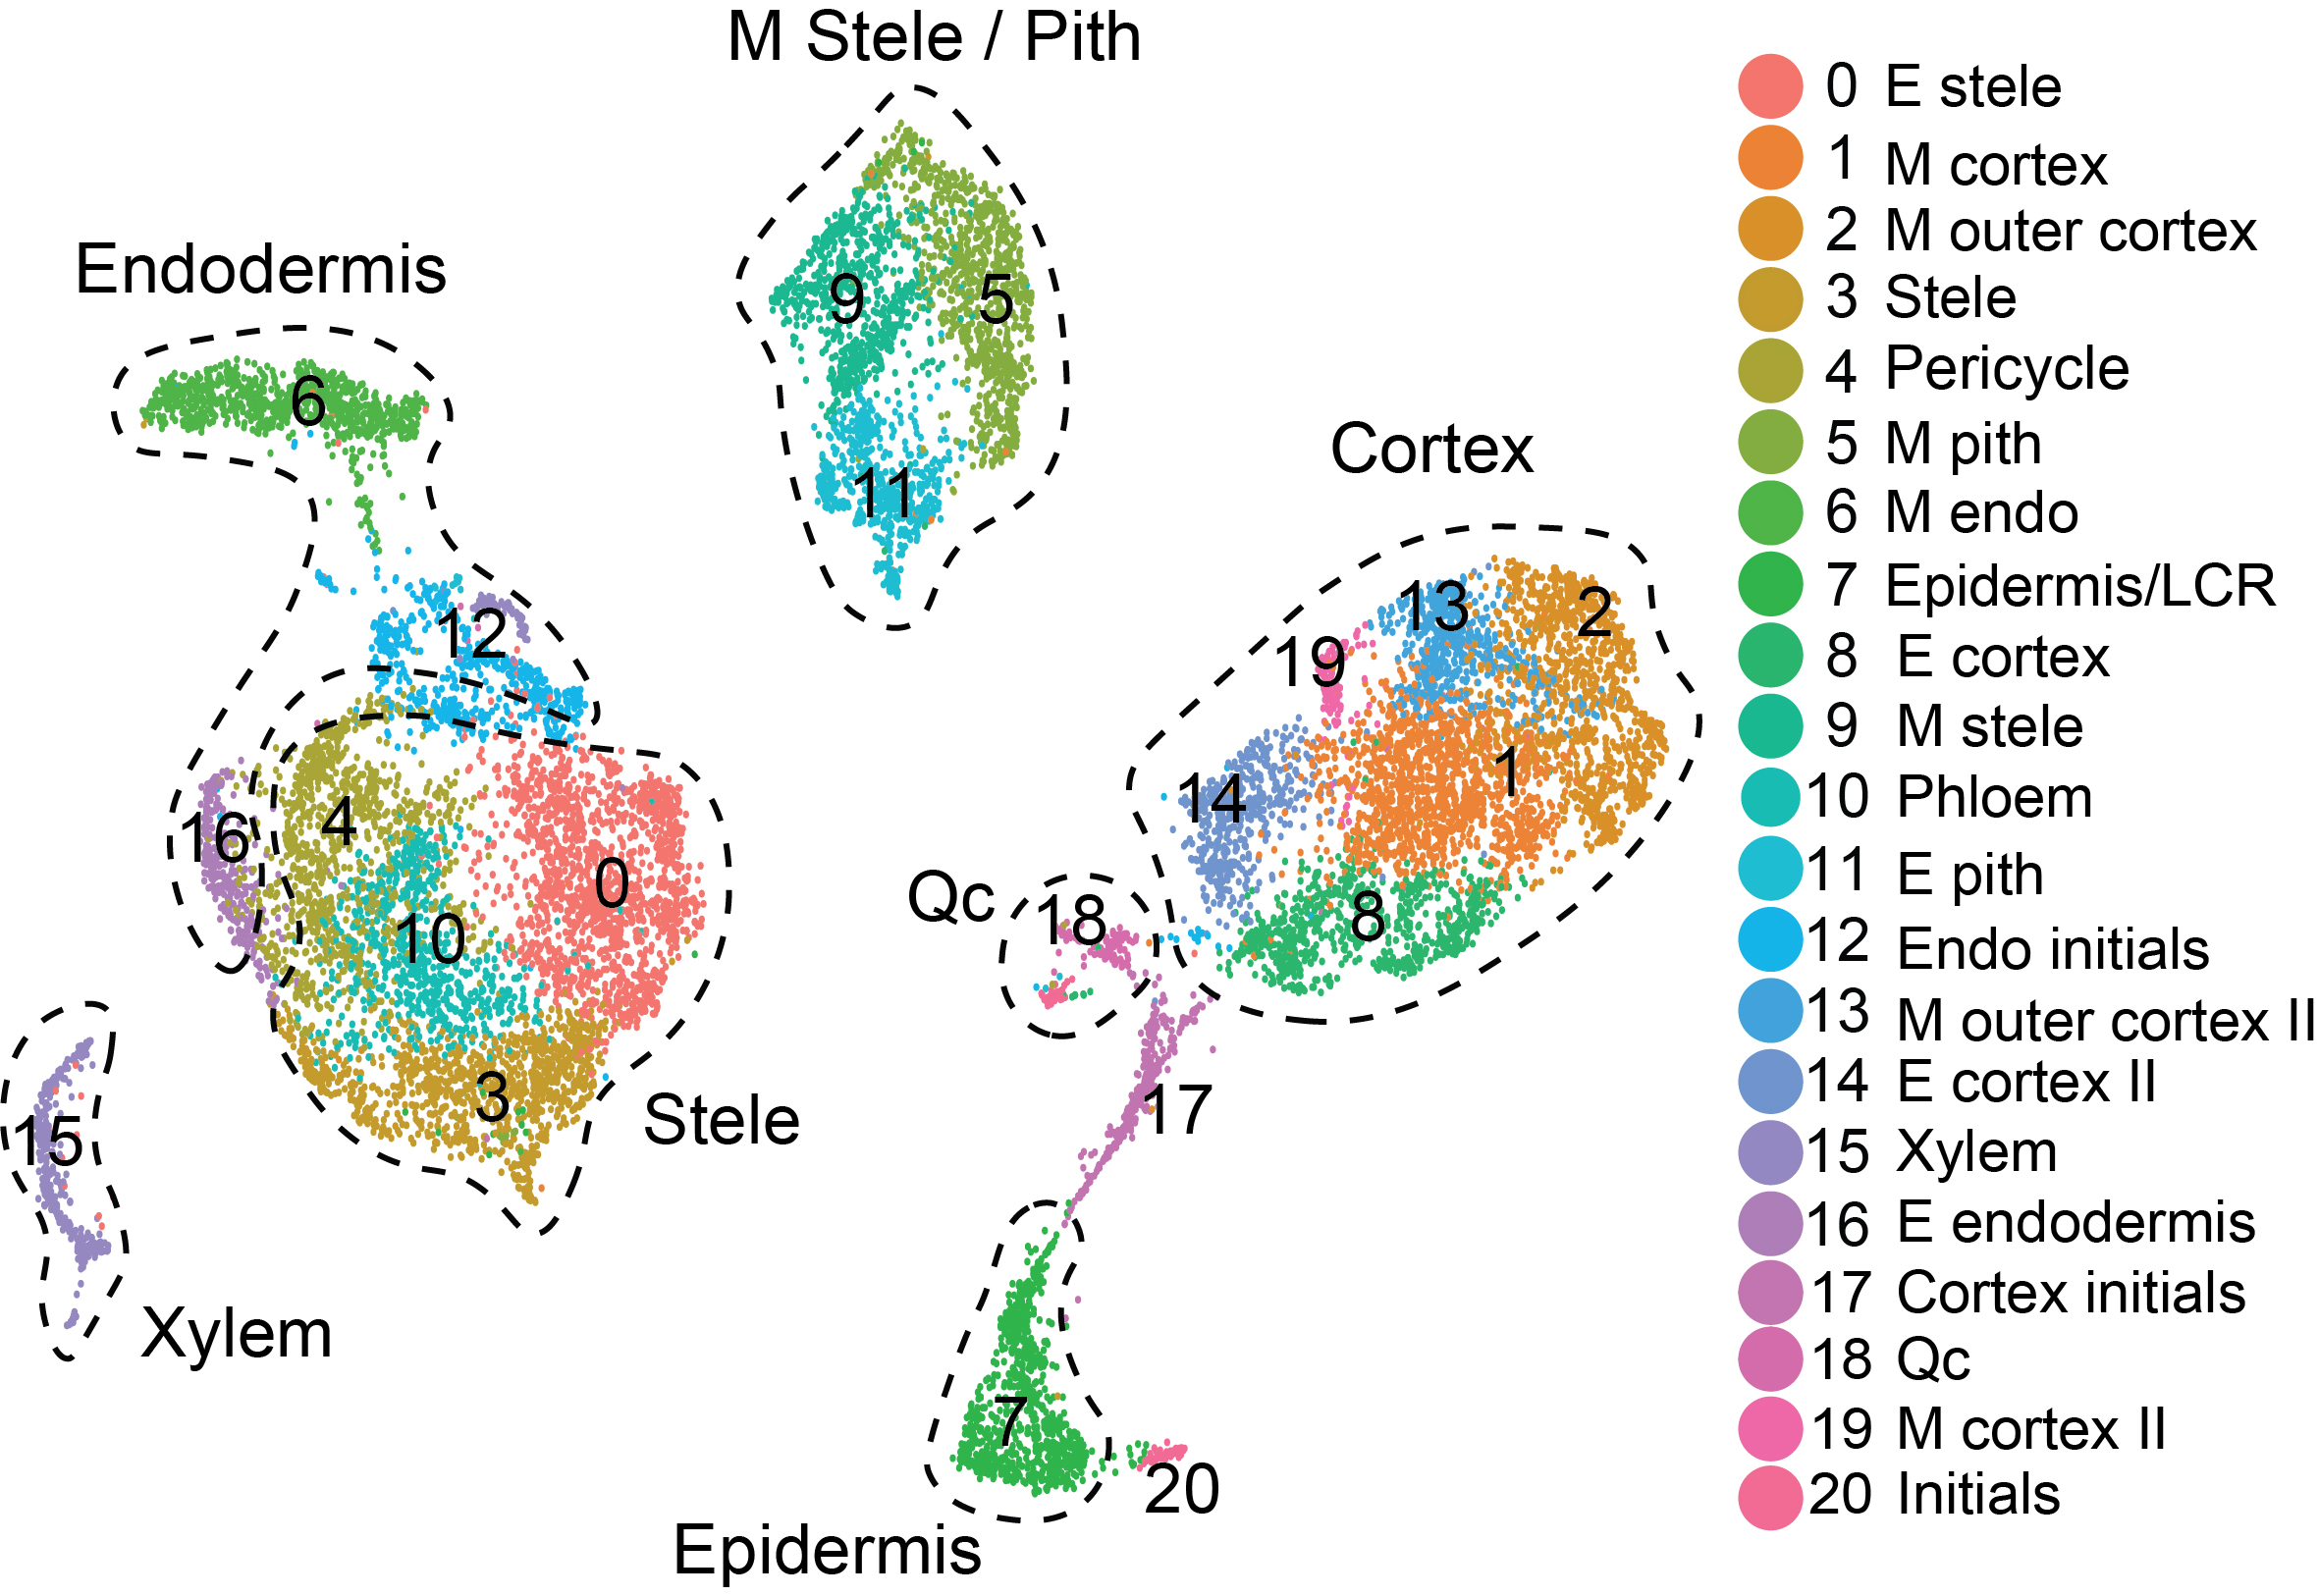 M Stele / Pith
Endodermis
9
5
6
11
Cortex
12
13
2
19
14
1
16
4
0
10
Qc
18
8
3
Stele
17
15
Xylem
7
20
Epidermis
0 E stele
1 M cortex
2 M outer cortex
3 Stele
4 Pericycle
5 M pith
6 M endo
7 Epidermis/LCR
8 E cortex
9 M stele
10 Phloem
11 E pith
12 Endo initials
13 M outer cortex II
14 E cortex II
15 Xylem
16 E endodermis
17 Cortex initials
18 Qc
19 M cortex II
20 Initials